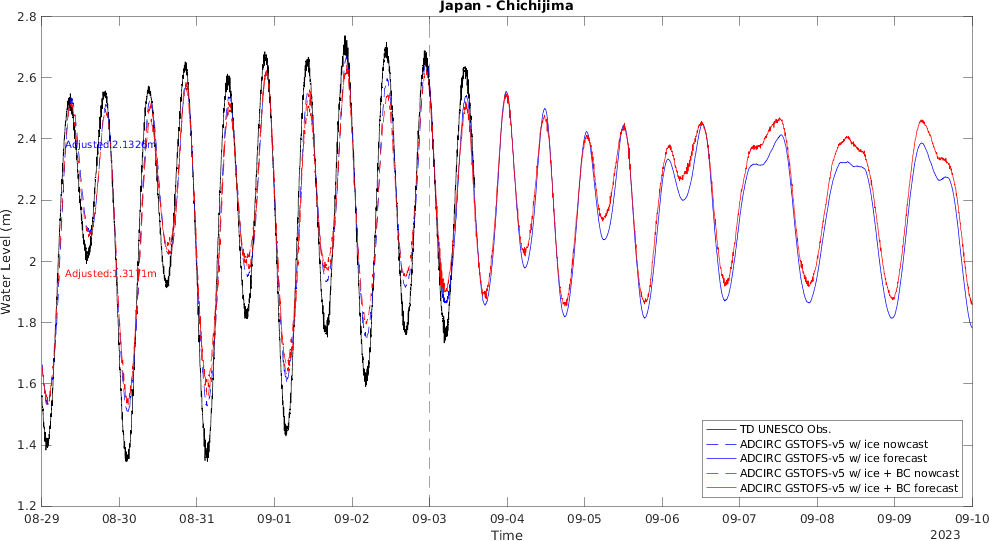 Japan - Chichijima
2.8
2.6
2.4
2.2
2
1.8
1.6
1.4
1.2
Water Level (m)
Adjusted:2.1326m
Adjusted:1.3171m
TD UNESCO Obs.
ADCIRC GSTOFS-v5 w/ ice nowcast
ADCIRC GSTOFS-v5 w/ ice forecast
ADCIRC GSTOFS-v5 w/ ice + BC nowcast
ADCIRC GSTOFS-v5 w/ ice + BC forecast
08-29 08-30 08-31 09-01 09-02 09-03 09-04 09-05 09-06 09-07 09-08 09-09 09-10
Time
2023